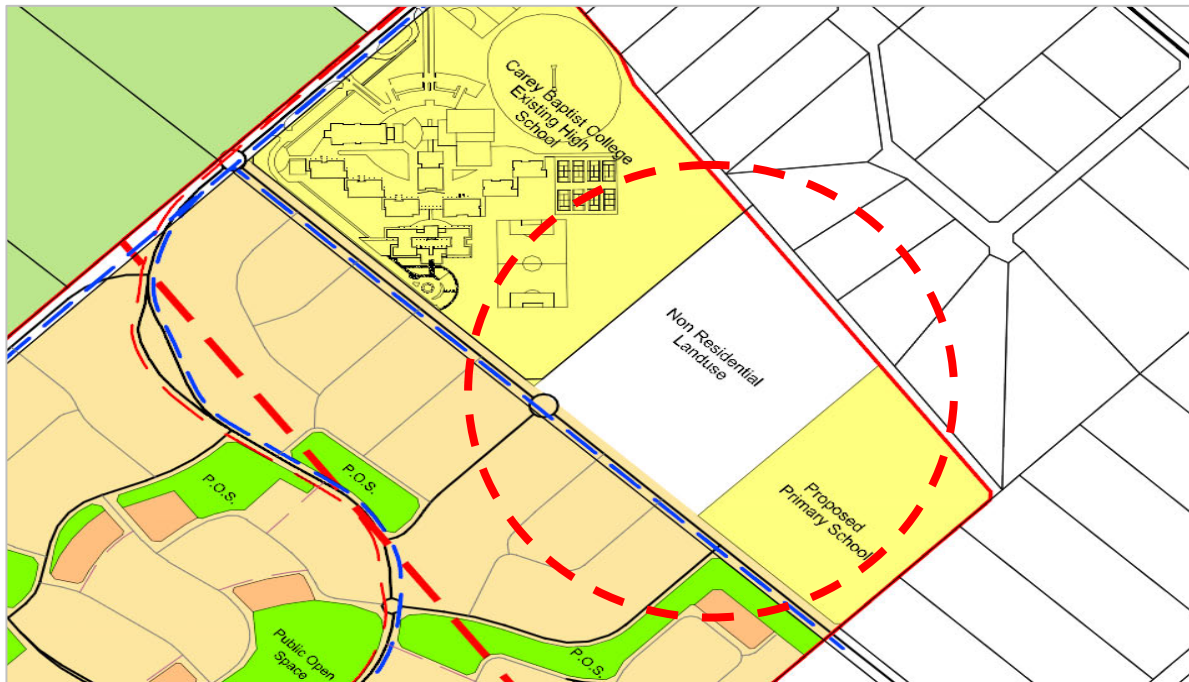 Carey Baptist College
Existing High
School
Non Residential
Landuse
Proposed
Primary School
P.O.S.
P.O.S.
P.O.S.
Public Open
Space